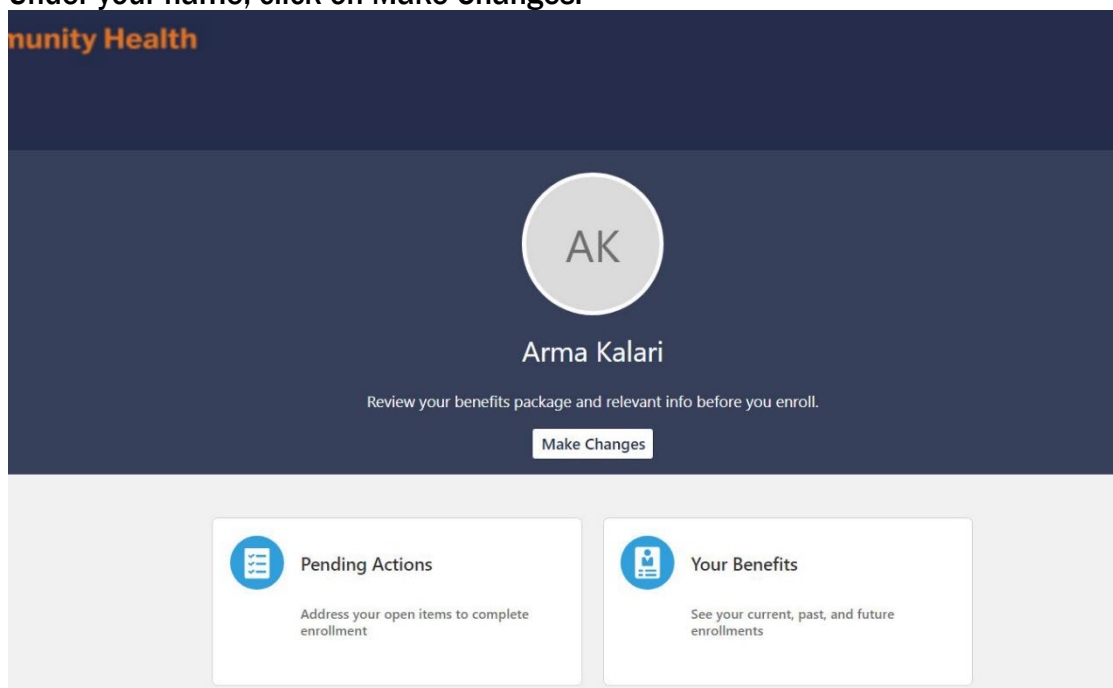 Under your name, click on Make Changes.
munity Health
AK
Arma Kalari
Review your benefits package and relevant info before you enroll.
Make Changes
Pending Actions
Address your open items to complete
enrollment
Your Benefits
See your current, past, and future
enrollments